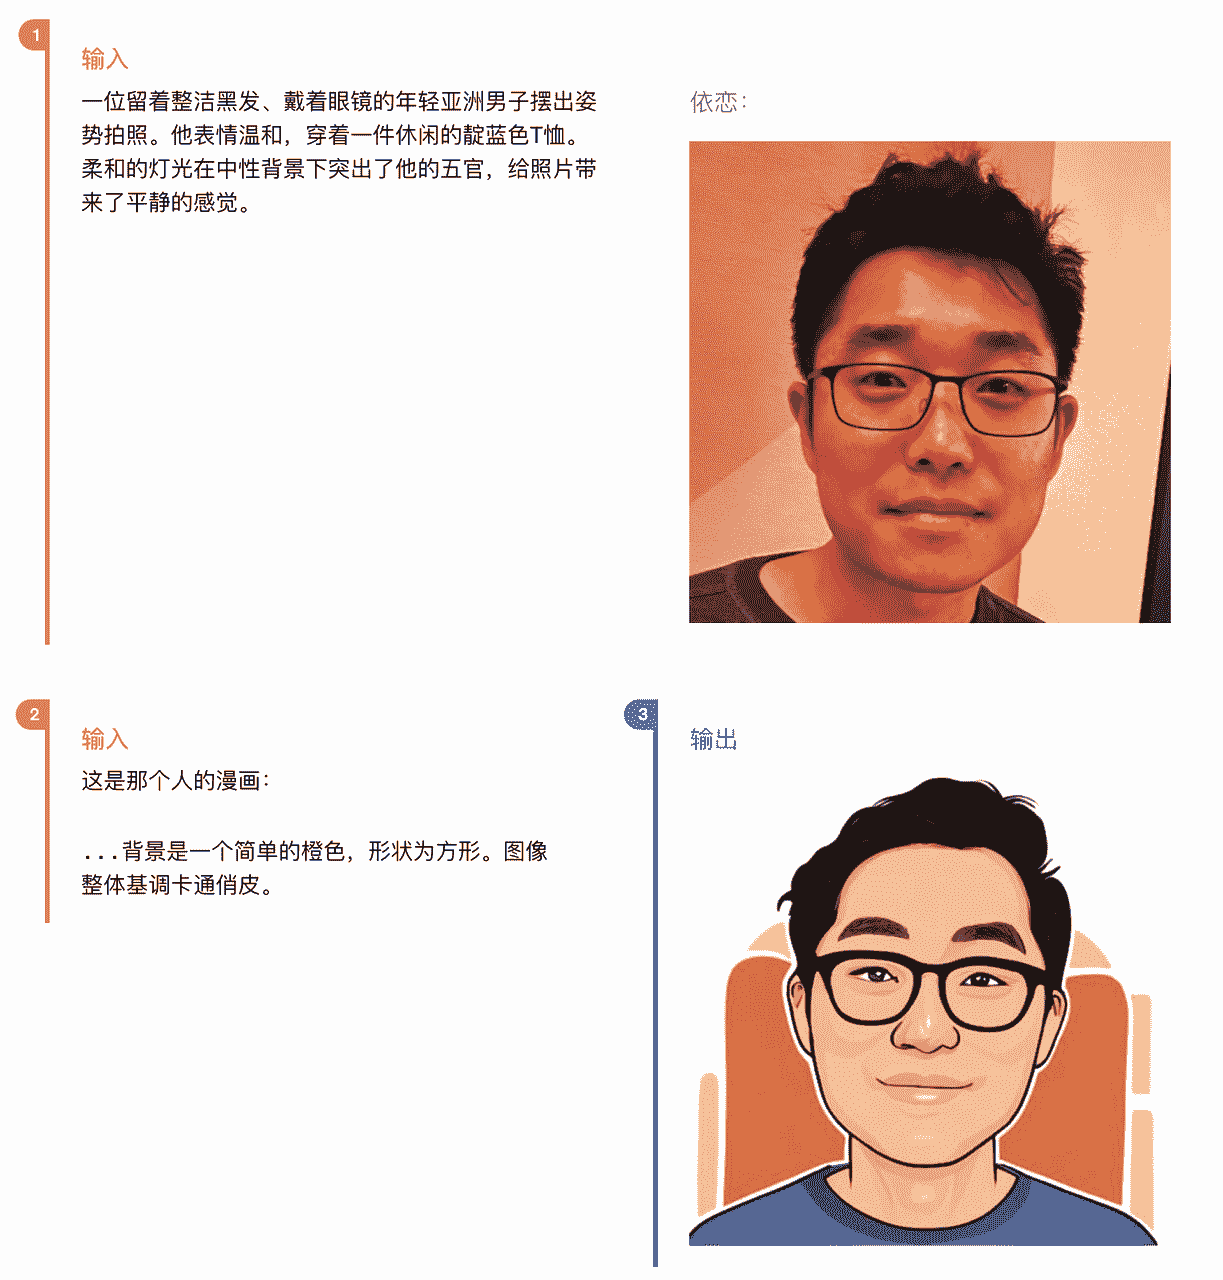 1
输入
一位留着整洁黑发、戴着眼镜的年轻亚洲男子摆出姿
势拍照。他表情温和，穿着一件休闲的靛蓝色T恤。
柔和的灯光在中性背景下突出了他的五官，给照片带
来了平静的感觉。
依恋：
2
输入
这是那个人的漫画：
...背景是一个简单的橙色，形状为方形。图像
整体基调卡通俏皮。
3
输出